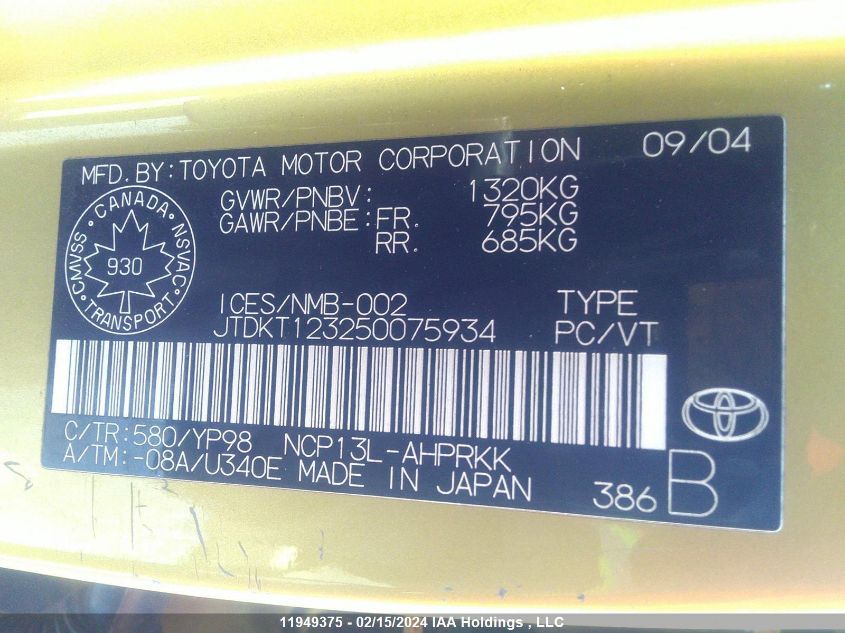 MFD. BY: TOYOTA MOTOR CORPORATION 09/04
GVWR/PNBV: 1320KG
GAWR/PNBE: FR. 795KG
RR. 685KG
CANADA
CMVSS NSVAC
930
TRANSPORT
ICES/NMB-002 TYPE
JTDKT123250075934 PC/VT
C/TR: 580/YP98 NCP13L-AHPRKK
A/TM: -08A/U340E MADE IN JAPAN 386 B
11949375 - 02/15/2024 IAA Holdings , LLC